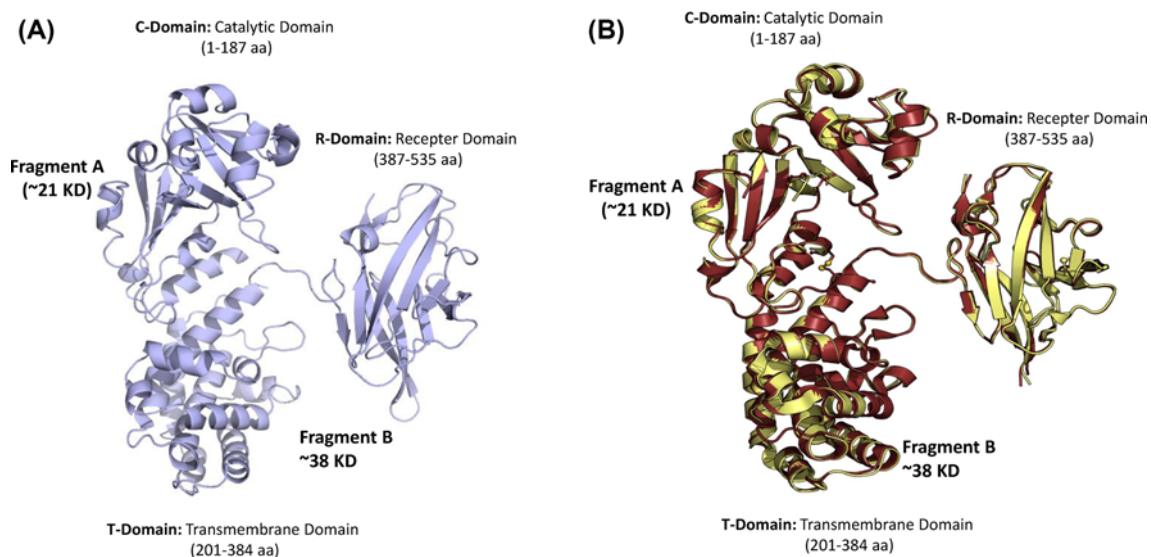 (A)
C-Domain: Catalytic Domain
(1-187 aa)
R-Domain: Recepter Domain
(387-535 aa)
Fragment A
(~21 KD)
Fragment B
~38 KD
T-Domain: Transmembrane Domain
(201-384 aa)
(B)
C-Domain: Catalytic Domain
(1-187 aa)
R-Domain: Recepter Domain
(387-535 aa)
Fragment A
(~21 KD)
Fragment B
~38 KD
T-Domain: Transmembrane Domain
(201-384 aa)